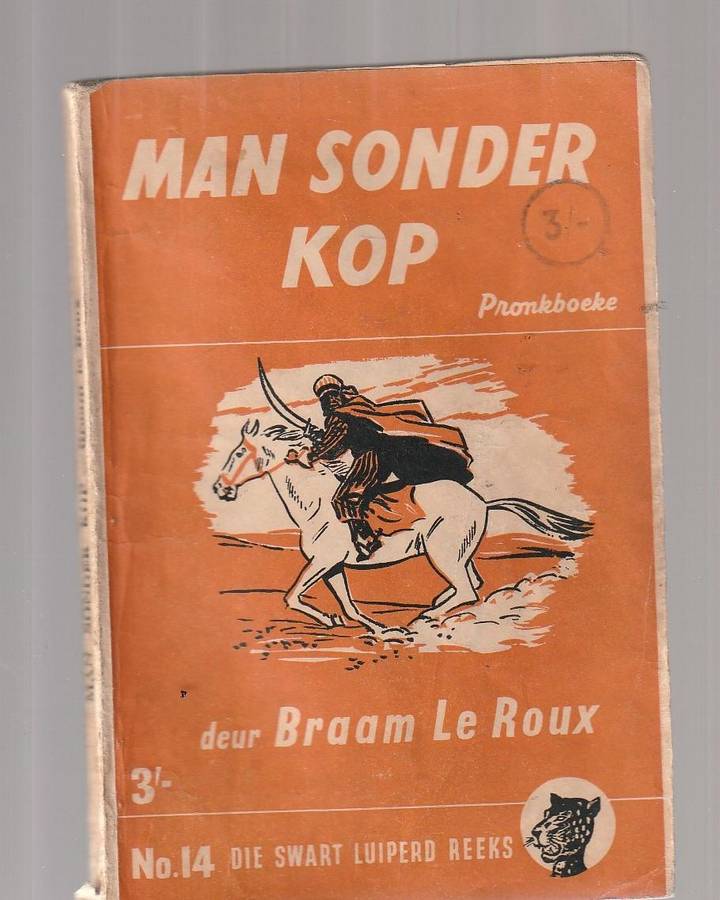 MAN SONDER
KOP
3/-
Pronkboeke
deur Braam Le Roux
3/-
No.14 DIE SWART LUIPERD REEKS